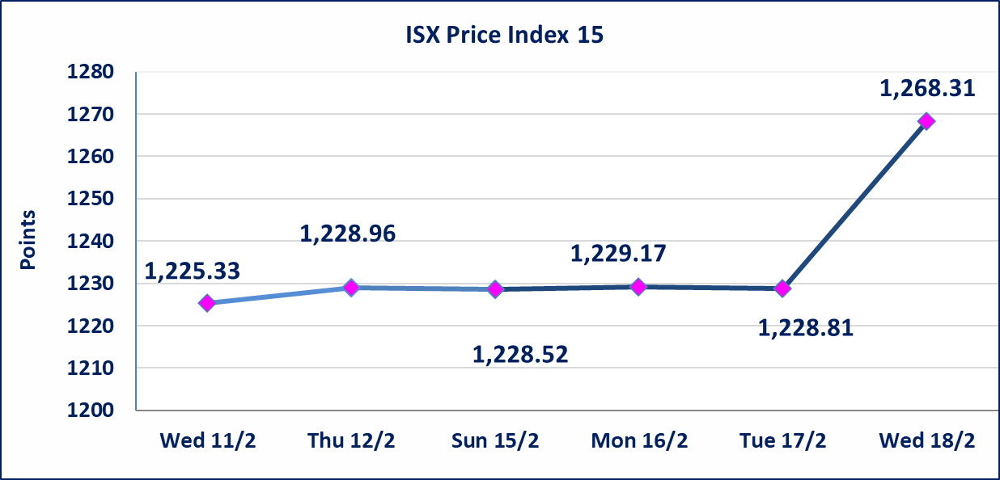 ISX Price Index 15
Points
1280
1270
1260
1250
1240
1230
1220
1210
1200
1,225.33
1,228.96
1,228.52
1,229.17
1,228.81
1,268.31
Wed 11/2
Thu 12/2
Sun 15/2
Mon 16/2
Tue 17/2
Wed 18/2